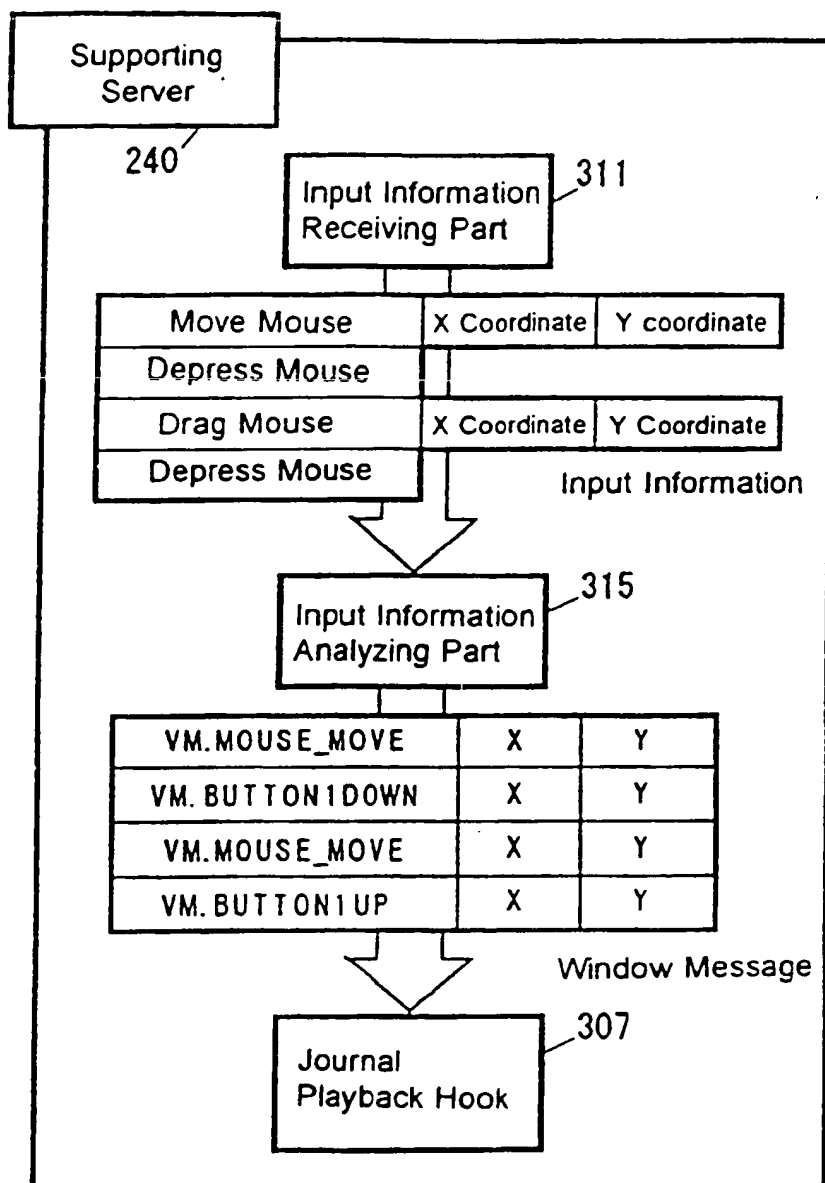 Supporting
Server
240
311
Input Information
Receiving Part
Move Mouse X Coordinate Y coordinate
Depress Mouse
Drag Mouse X Coordinate Y Coordinate
Depress Mouse
Input Information
315
Input Information
Analyzing Part
VM.MOUSE_MOVE X Y
VM.BUTTON1DOWN X Y
VM.MOUSE_MOVE X Y
VM.BUTTON1UP X Y
Window Message
307
Journal
Playback Hook